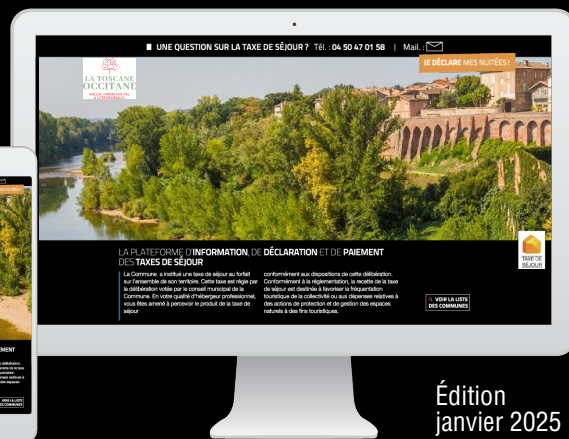 UNE QUESTION SUR LA TAXE DE SÉJOUR ? Tél. : 04 50 47 01 58 | Mail. :
JE DÉCLARE MES NUITÉES !
LA TOSCANE
OCCITANE
TAXE DE
SÉJOUR
LA PLATEFORME D'INFORMATION, DE DÉCLARATION ET DE PAIEMENT
DES TAXES DE SÉJOUR
La Commune a institué une taxe de séjour au forfait
sur l'ensemble de son territoire. Cette taxe est régie par
la délibération votée par le conseil municipal de la
Commune. En votre qualité d'hébergeur professionnel,
vous êtes amené à percevoir le produit de la taxe de
séjour
conformément aux dispositions de cette délibération.
Conformément à la réglementation, la recette de la taxe
de séjour est destinée à favoriser la fréquentation
touristique de la collectivité ou aux dépenses relatives à
des actions de protection et de gestion des espaces
naturels à des fins touristiques.
VOIR LA LISTE
DES COMMUNES
VOIR LA LISTE
DES COMMUNES
Édition
janvier 2025